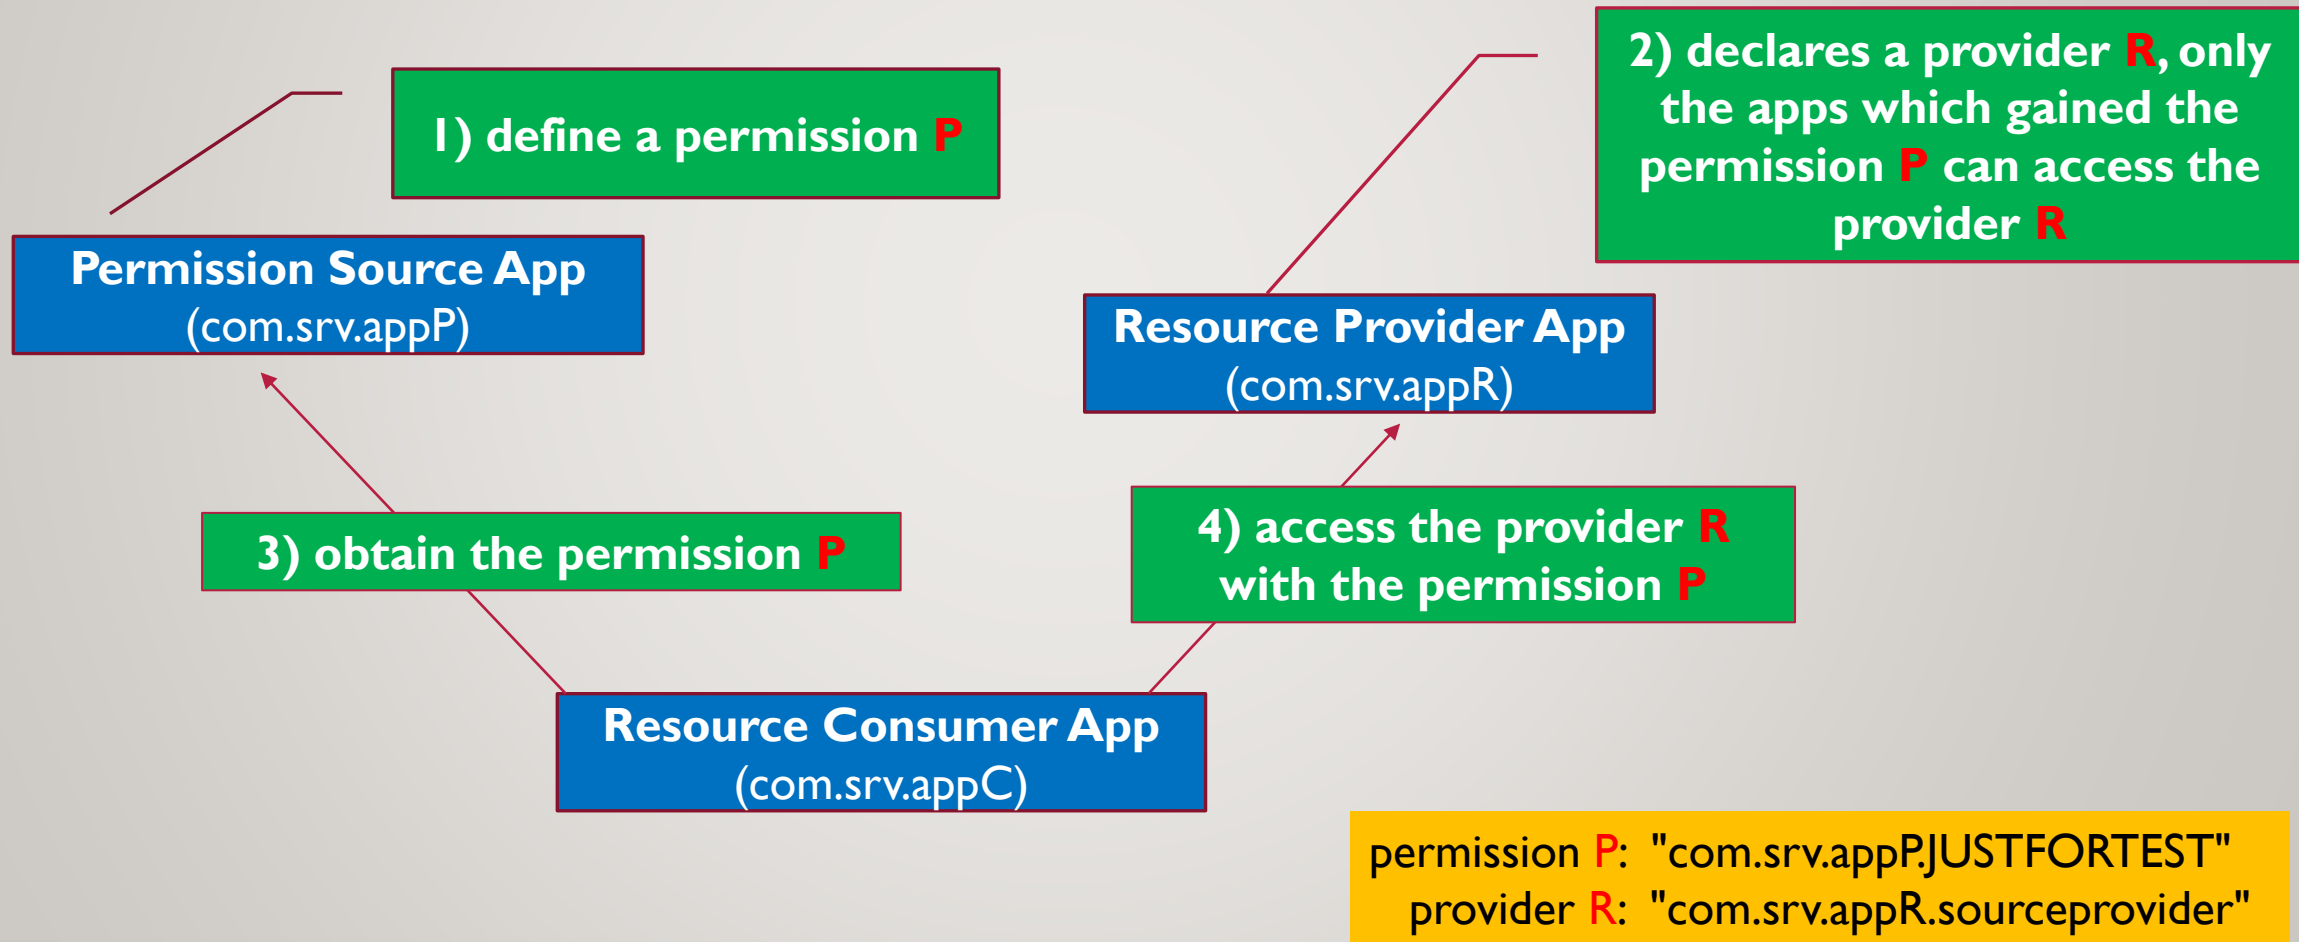 1) define a permission P
2) declares a provider R, only
the apps which gained the
permission P can access the
provider R
Permission Source App
(com.srv.appP)
Resource Provider App
(com.srv.appR)
3) obtain the permission P
4) access the provider R
with the permission P
Resource Consumer App
(com.srv.appC)
permission P: "com.srv.appP.JUSTFORTEST"
provider R: "com.srv.appR.sourceprovider"